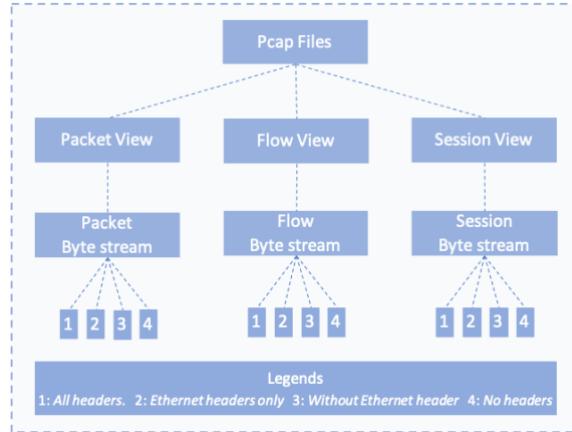 Pcap Files
Packet View
Flow View
Session View
Packet
Byte stream
Flow
Byte stream
Session
Byte stream
1 2 3 4
1 2 3 4
1 2 3 4
Legends
1: All headers. 2: Ethernet headers only 3: Without Ethernet header 4: No headers